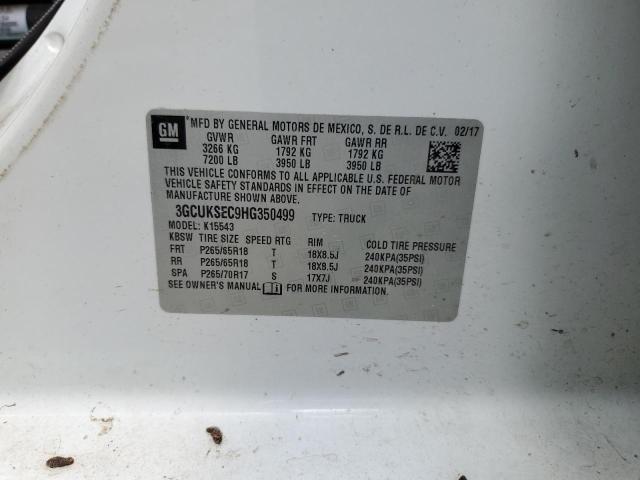 GM
*MFD BY GENERAL MOTORS DE MEXICO, S. DE R.L. DE C.V. 02/17
GVWR GAWR FRT GAWR RR
3266 KG 1792 KG 1792 KG
7200 LB 3950 LB 3950 LB
THIS VEHICLE CONFORMS TO ALL APPLICABLE U.S. FEDERAL MOTOR
VEHICLE SAFETY STANDARDS IN EFFECT ON THE DATE OF
MANUFACTURE SHOWN ABOVE.
3GCUKSEC9HG350499 TYPE: TRUCK
MODEL: K15543
KBSW TIRE SIZE SPEED RTG RIM COLD TIRE PRESSURE
FRT P265/65R18 T 18X8.5J 240KPA(35PSI)
RR P265/65R18 T 18X8.5J 240KPA(35PSI)
SPA P265/70R17 S 17X7J 240KPA(35PSI)
SEE OWNER'S MANUAL FOR MORE INFORMATION.